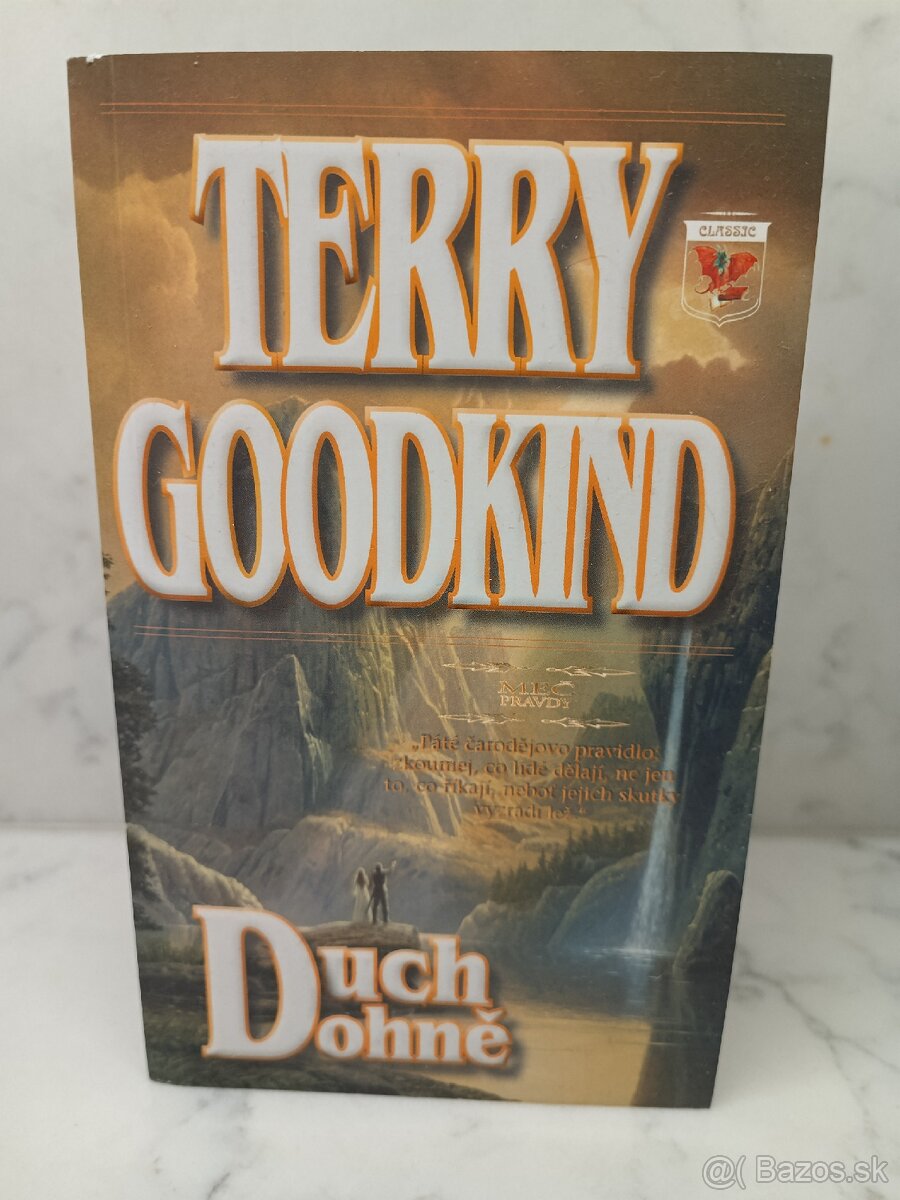 TERRY
CLASSIC
GOODKIND
MEČ
PRAVDY
„Páté čarodějovo pravidlo:
zkoumej, co lidé dělají, ne jen
to, co říkají, neboť jejich skutky
vyzradí lež.“
Duch
ohně
@( Bazos.sk